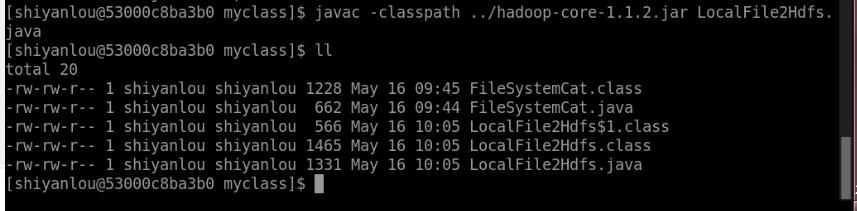 [shiyanlou@53000c8ba3b0 myclass]$ javac -classpath ../hadoop-core-1.1.2.jar LocalFile2Hdfs.
java
[shiyanlou@53000c8ba3b0 myclass]$ ll
total 20
-rw-rw-r-- 1 shiyanlou shiyanlou 1228 May 16 09:45 FileSystemCat.class
-rw-rw-r-- 1 shiyanlou shiyanlou  662 May 16 09:44 FileSystemCat.java
-rw-rw-r-- 1 shiyanlou shiyanlou  566 May 16 10:05 LocalFile2Hdfs$1.class
-rw-rw-r-- 1 shiyanlou shiyanlou 1465 May 16 10:05 LocalFile2Hdfs.class
-rw-rw-r-- 1 shiyanlou shiyanlou 1331 May 16 10:05 LocalFile2Hdfs.java
[shiyanlou@53000c8ba3b0 myclass]$